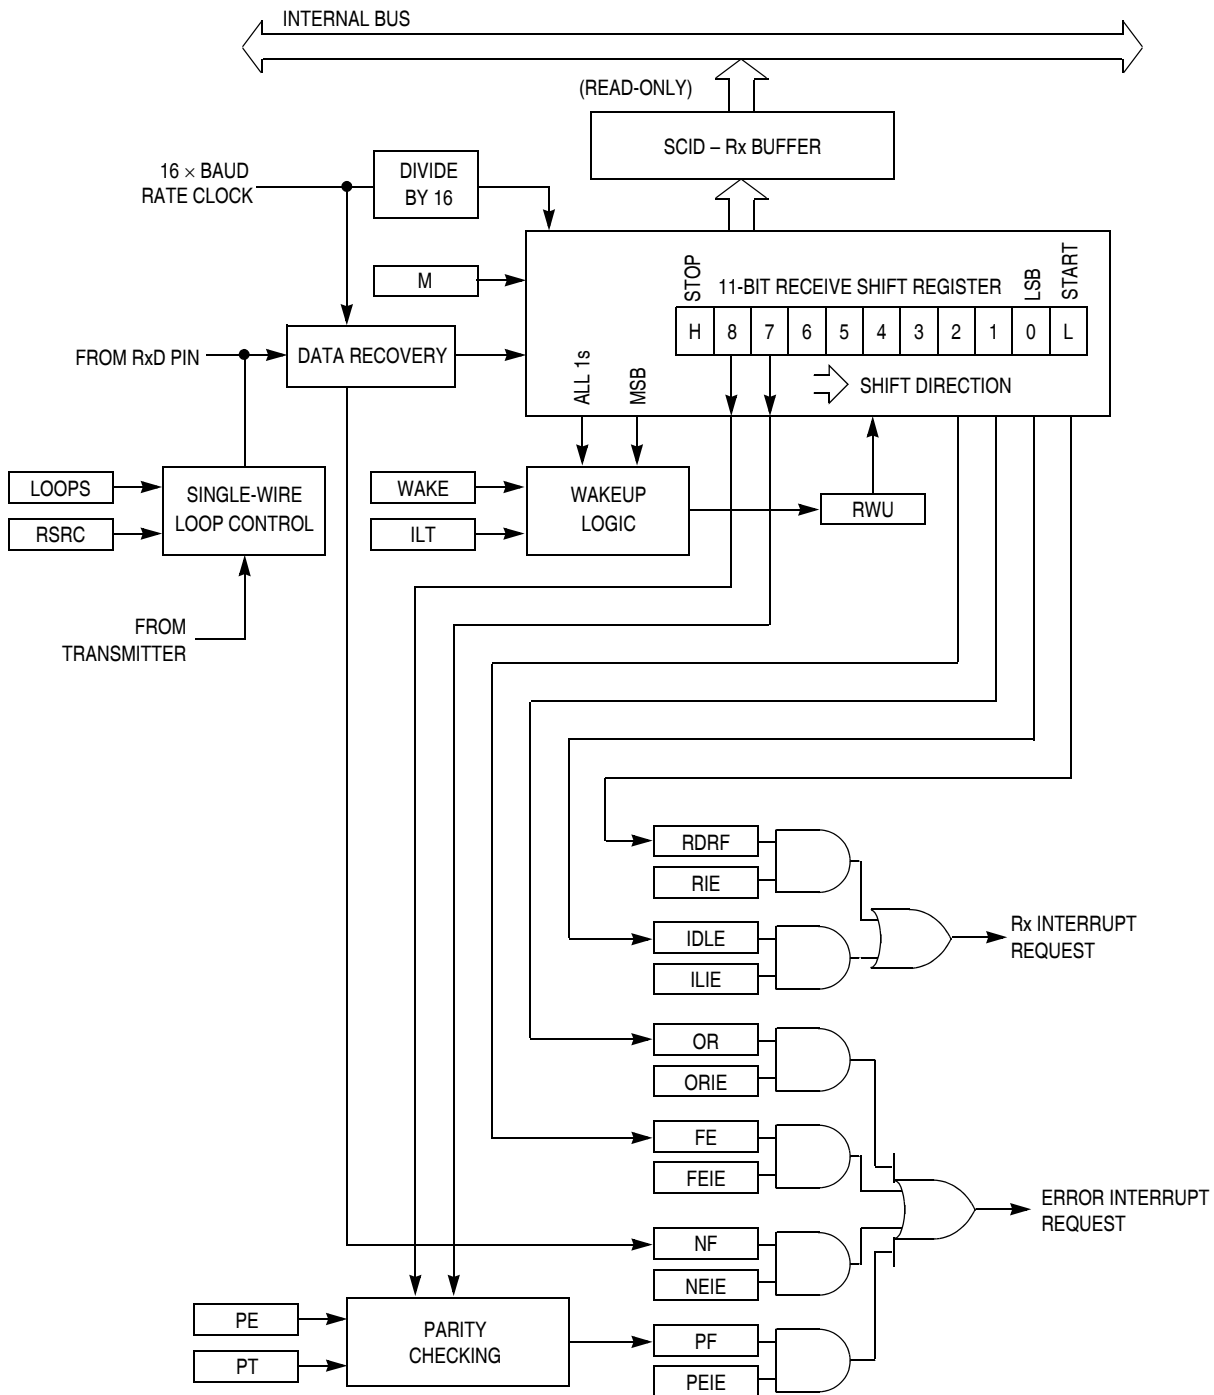 INTERNAL BUS
(READ-ONLY)
SCID – Rx BUFFER
16 × BAUD
RATE CLOCK
DIVIDE
BY 16
M
STOP
11-BIT RECEIVE SHIFT REGISTER
LSB
START
H 8 7 6 5 4 3 2 1 0 L
FROM RxD PIN
DATA RECOVERY
ALL 1s
MSB
SHIFT DIRECTION
LOOPS
RSRC
SINGLE-WIRE
LOOP CONTROL
WAKE
ILT
WAKEUP
LOGIC
RWU
FROM
TRANSMITTER
RDRF
RIE
IDLE
ILIE
Rx INTERRUPT
REQUEST
OR
ORIE
FE
FEIE
ERROR INTERRUPT
REQUEST
NF
NEIE
PE
PT
PARITY
CHECKING
PF
PEIE